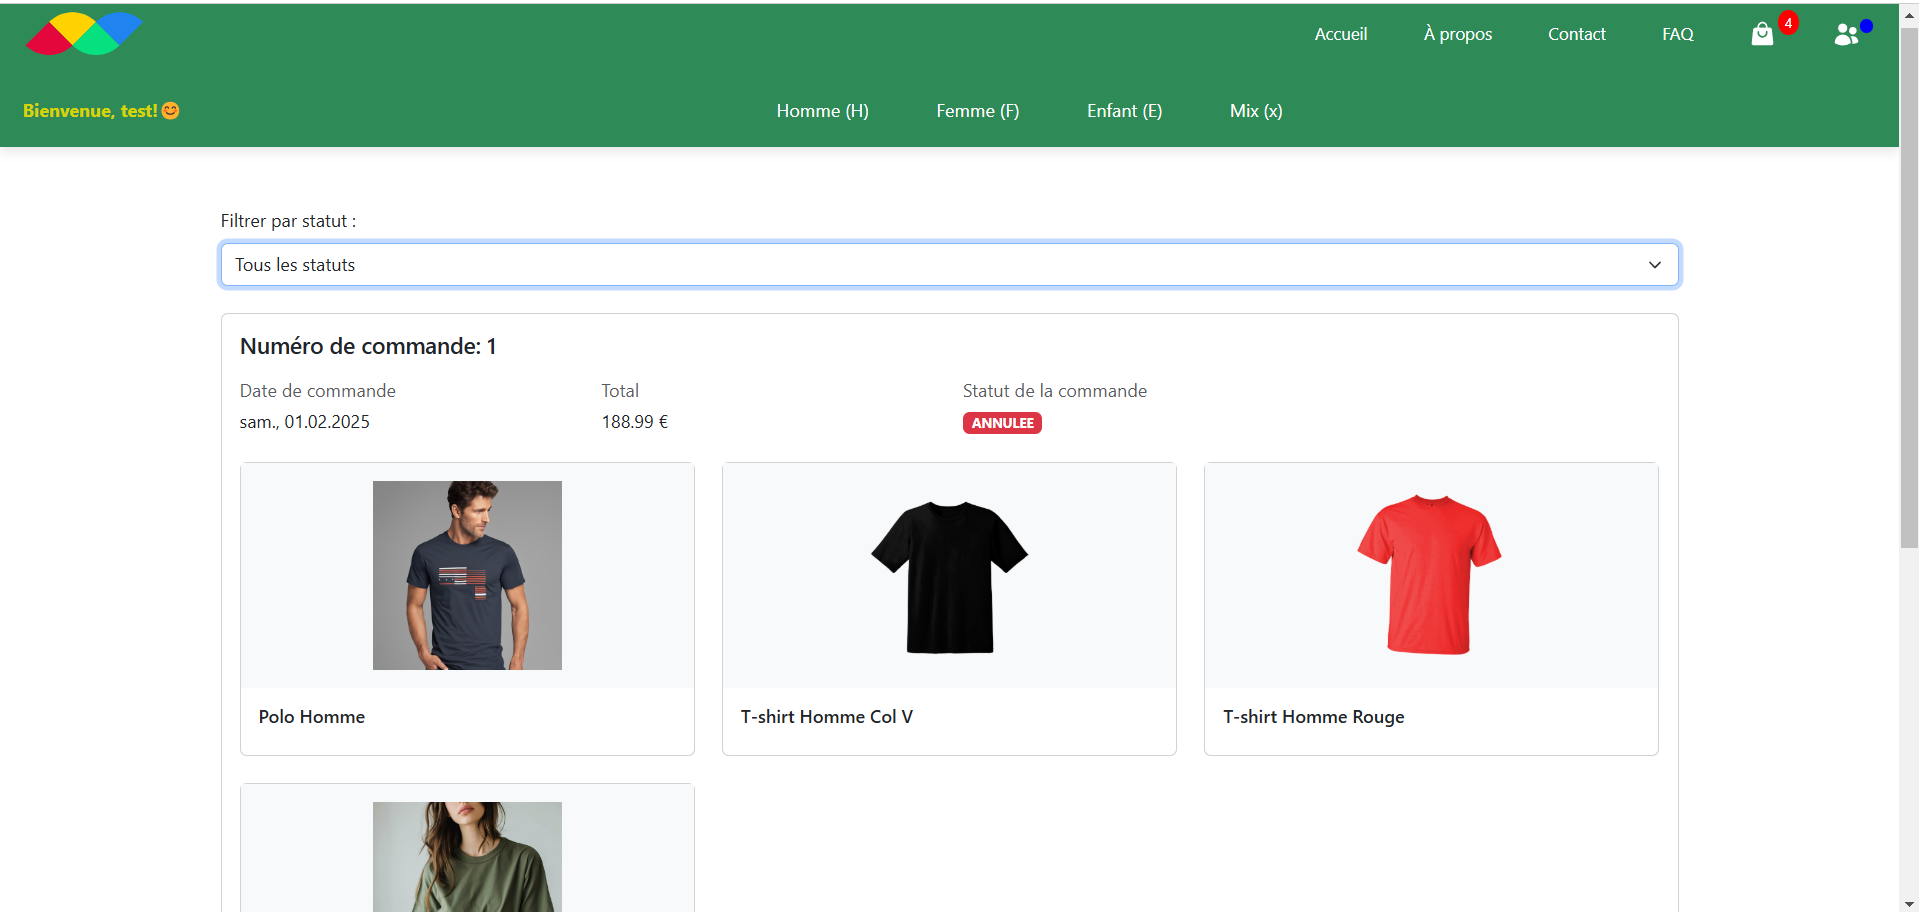 Accueil
À propos
Contact
FAQ
4
Bienvenue, test!😊
Homme (H)
Femme (F)
Enfant (E)
Mix (x)
Filtrer par statut :
Tous les statuts
Numéro de commande: 1
Date de commande
Total
Statut de la commande
sam., 01.02.2025
188.99 €
ANNULEE
Polo Homme
T-shirt Homme Col V
T-shirt Homme Rouge